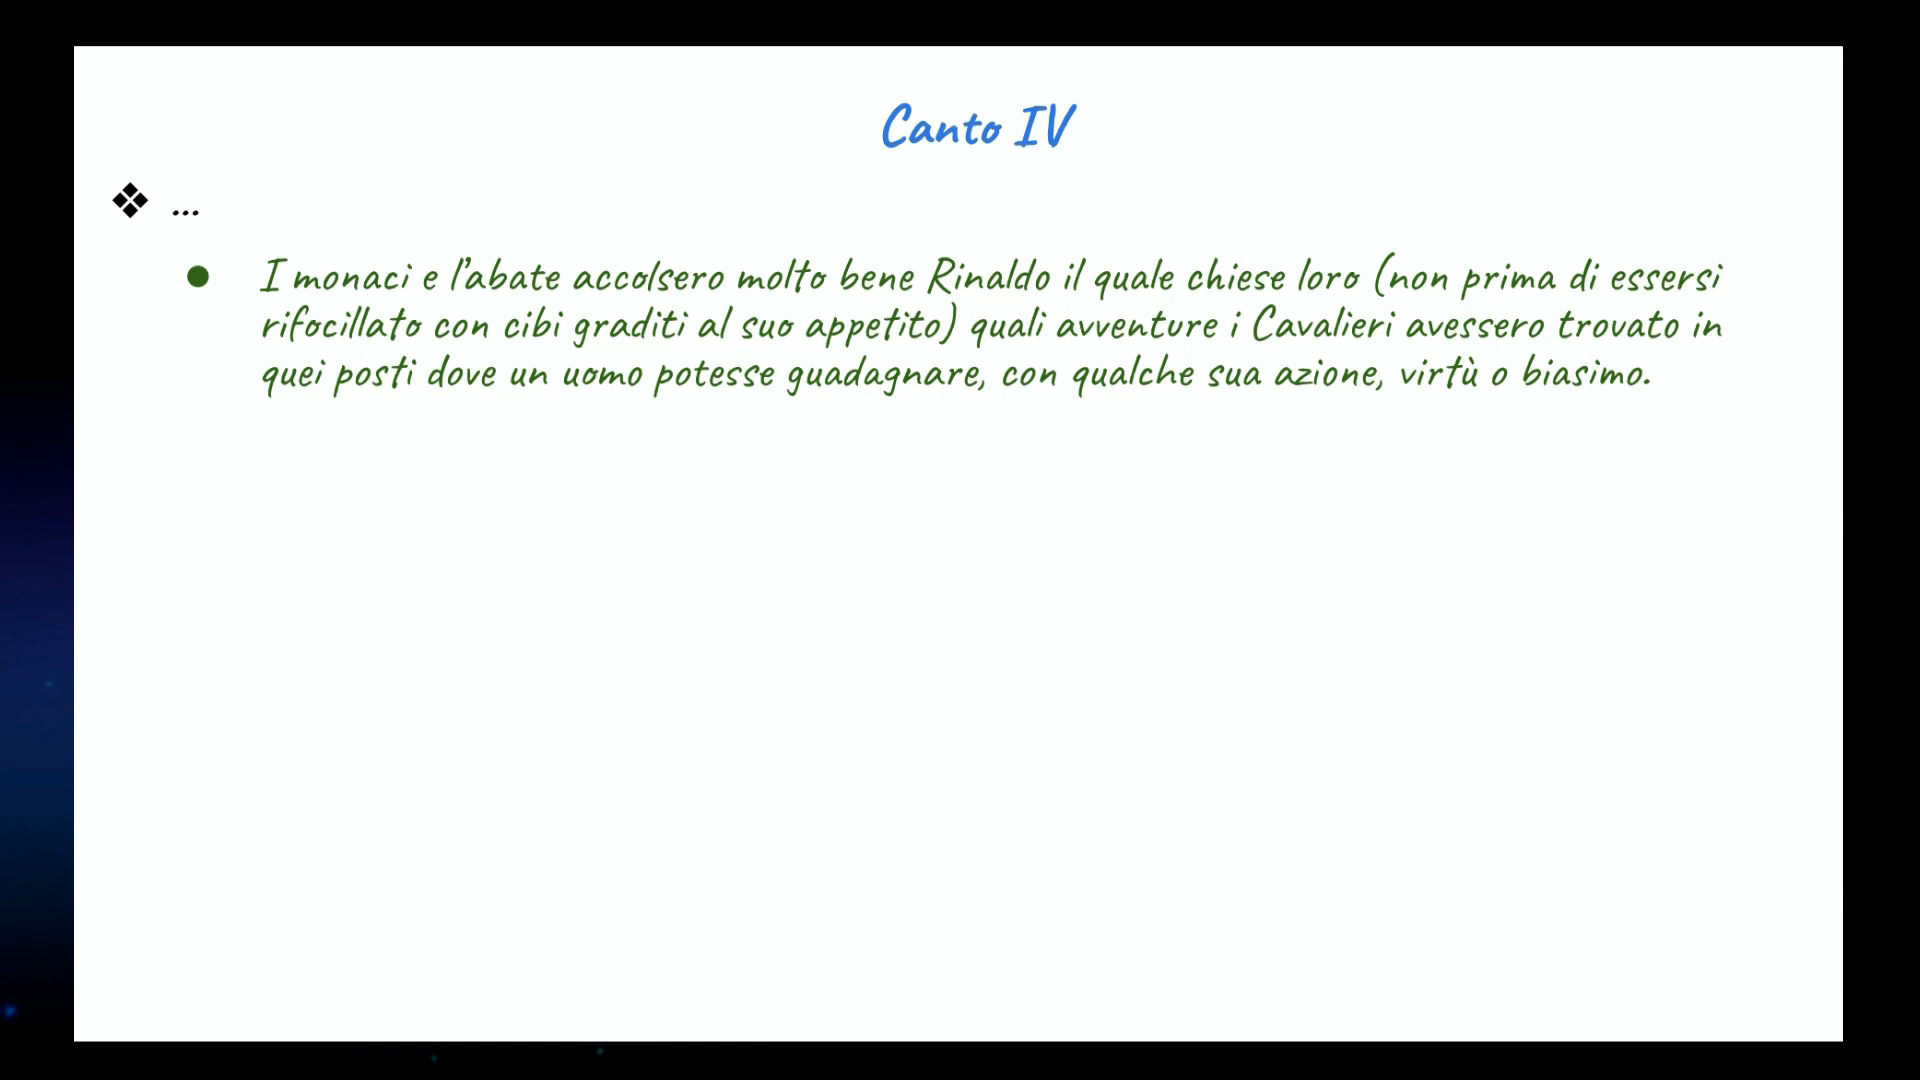 Canto IV
❖ ...
● I monaci e l'abate accolsero molto bene Rinaldo il quale chiese loro (non prima di essersi
rifocillato con cibi graditi al suo appetito) quali avventure i Cavalieri avessero trovato in
quei posti dove un uomo potesse guadagnare, con qualche sua azione, virtù o biasimo.